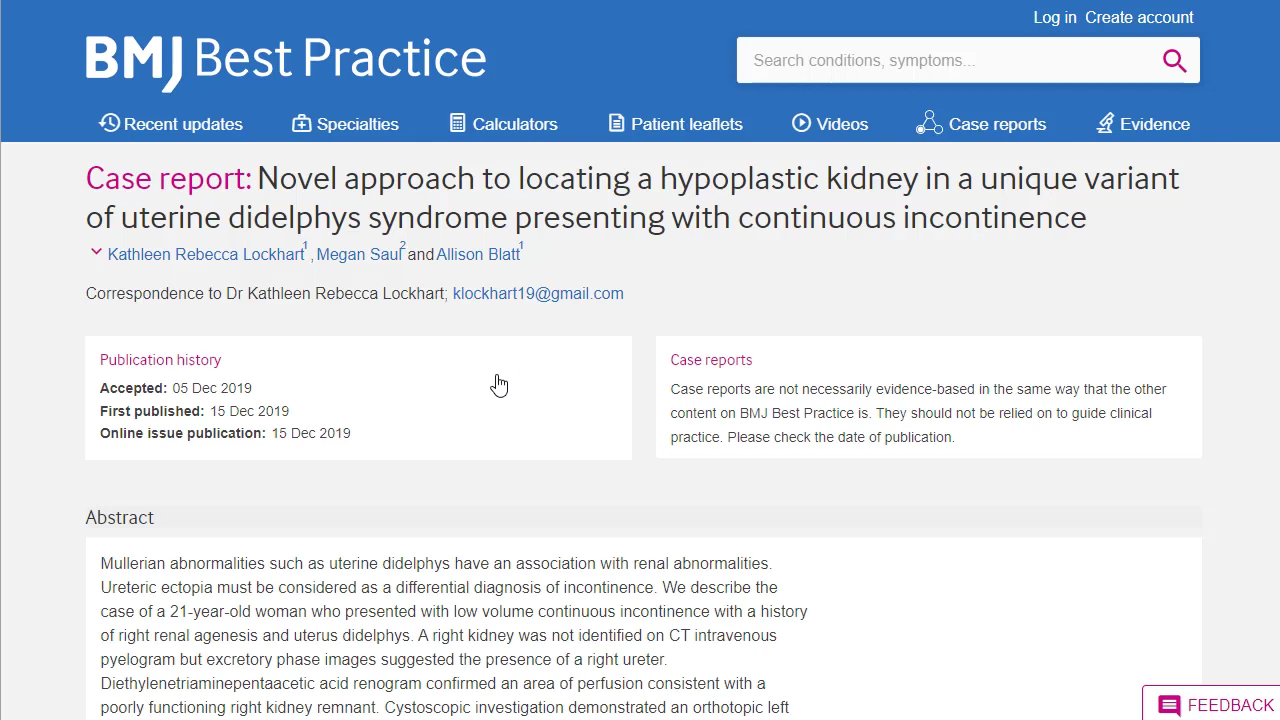 Log in Create account
BMJ Best Practice
Search conditions, symptoms...
Recent updates Specialties Calculators Patient leaflets Videos Case reports Evidence
Case report: Novel approach to locating a hypoplastic kidney in a unique variant
of uterine didelphys syndrome presenting with continuous incontinence
Kathleen Rebecca Lockhart1, Megan Saul2 and Allison Blatt1
Correspondence to Dr Kathleen Rebecca Lockhart; klockhart19@gmail.com
Publication history
Accepted: 05 Dec 2019
First published: 15 Dec 2019
Online issue publication: 15 Dec 2019
Case reports
Case reports are not necessarily evidence-based in the same way that the other
content on BMJ Best Practice is. They should not be relied on to guide clinical
practice. Please check the date of publication.
Abstract
Mullerian abnormalities such as uterine didelphys have an association with renal abnormalities.
Ureteric ectopia must be considered as a differential diagnosis of incontinence. We describe the
case of a 21-year-old woman who presented with low volume continuous incontinence with a history
of right renal agenesis and uterus didelphys. A right kidney was not identified on CT intravenous
pyelogram but excretory phase images suggested the presence of a right ureter.
Diethylenetriaminepentaacetic acid renogram confirmed an area of perfusion consistent with a
poorly functioning right kidney remnant. Cystoscopic investigation demonstrated an orthotopic left
FEEDBACK